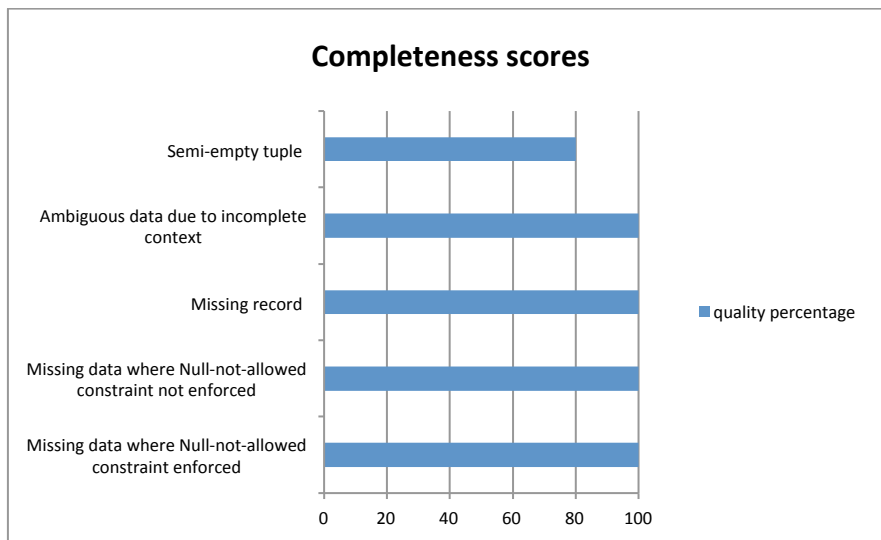 Completeness scores
Semi-empty tuple
Ambiguous data due to incomplete
context
Missing record
Missing data where Null-not-allowed
constraint not enforced
Missing data where Null-not-allowed
constraint enforced
0 20 40 60 80 100
quality percentage